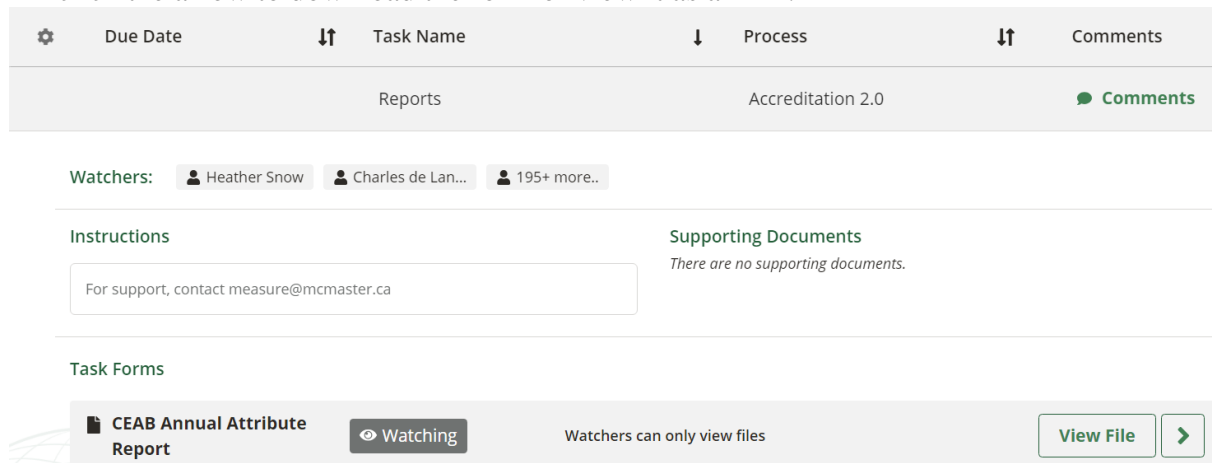 Due Date Task Name Process Comments
Reports Accreditation 2.0 Comments
Watchers: Heather Snow Charles de Lan... 195+ more..
Instructions Supporting Documents
There are no supporting documents.
For support, contact measure@mcmaster.ca
Task Forms
CEAB Annual Attribute
Report
Watching Watchers can only view files View File